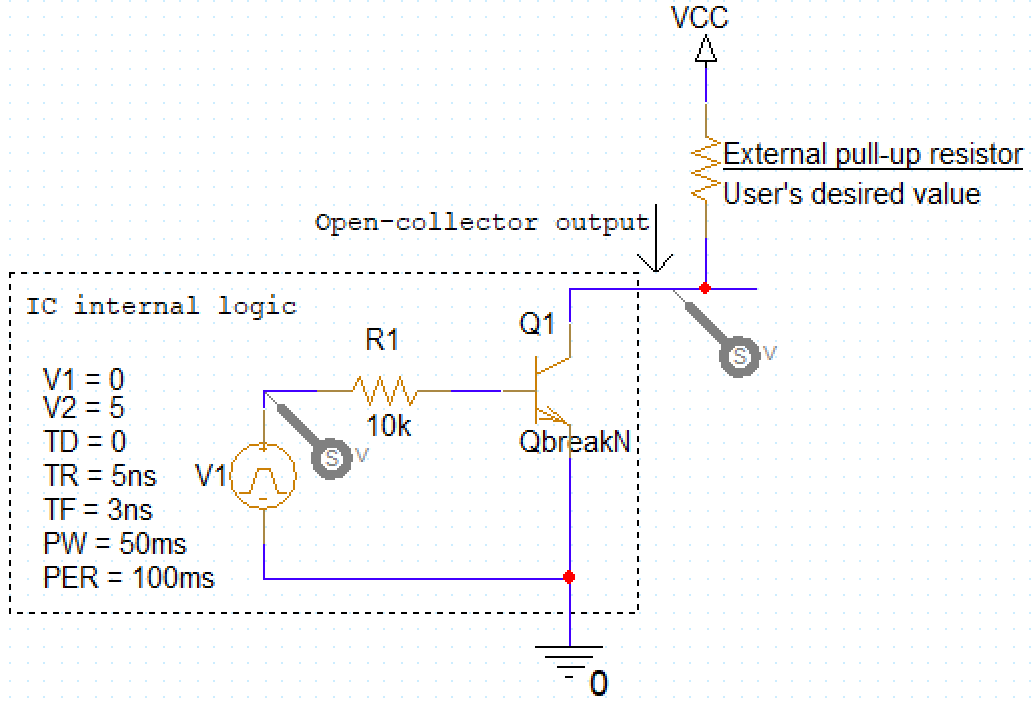 VCC
External pull-up resistor
User's desired value
Open-collector output
IC internal logic
Q1
R1
V1 = 0
V2 = 5
TD = 0
TR = 5ns
TF = 3ns
PW = 50ms
PER = 100ms
10k
QbreakN
V1
S
V
S
V
0